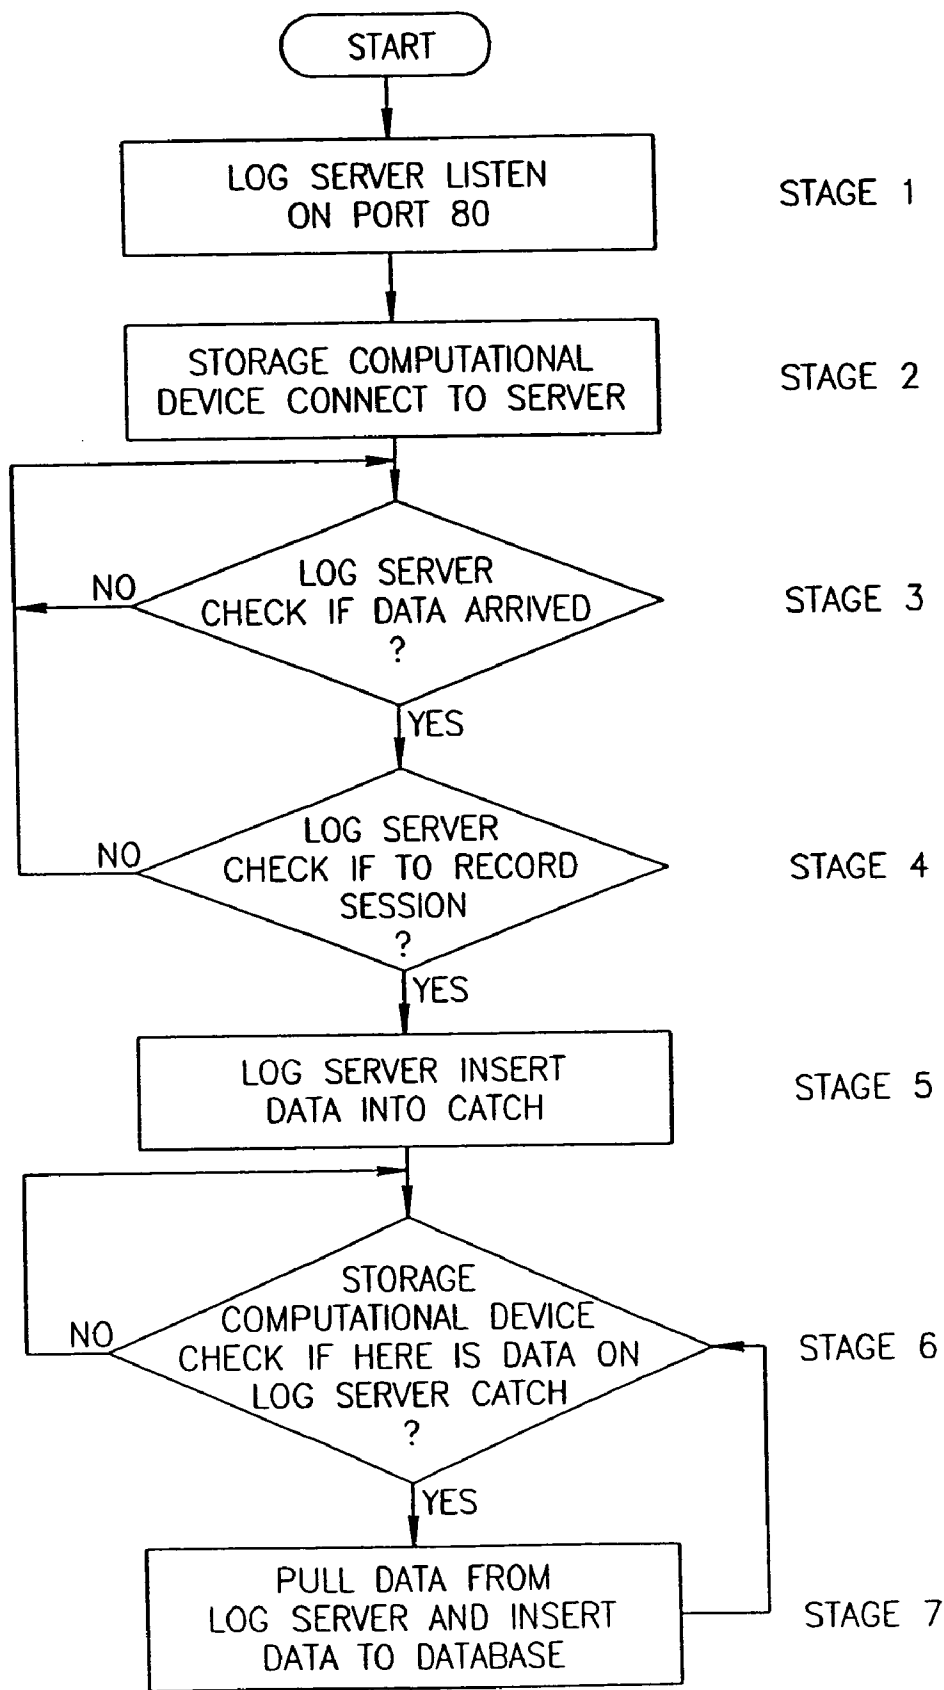 START
LOG SERVER LISTEN
ON PORT 80
STAGE 1
STORAGE COMPUTATIONAL
DEVICE CONNECT TO SERVER
STAGE 2
LOG SERVER
CHECK IF DATA ARRIVED
?
NO
STAGE 3
YES
LOG SERVER
CHECK IF TO RECORD
SESSION
?
NO
STAGE 4
YES
LOG SERVER INSERT
DATA INTO CATCH
STAGE 5
STORAGE
COMPUTATIONAL DEVICE
CHECK IF HERE IS DATA ON
LOG SERVER CATCH
?
NO
STAGE 6
YES
PULL DATA FROM
LOG SERVER AND INSERT
DATA TO DATABASE
STAGE 7